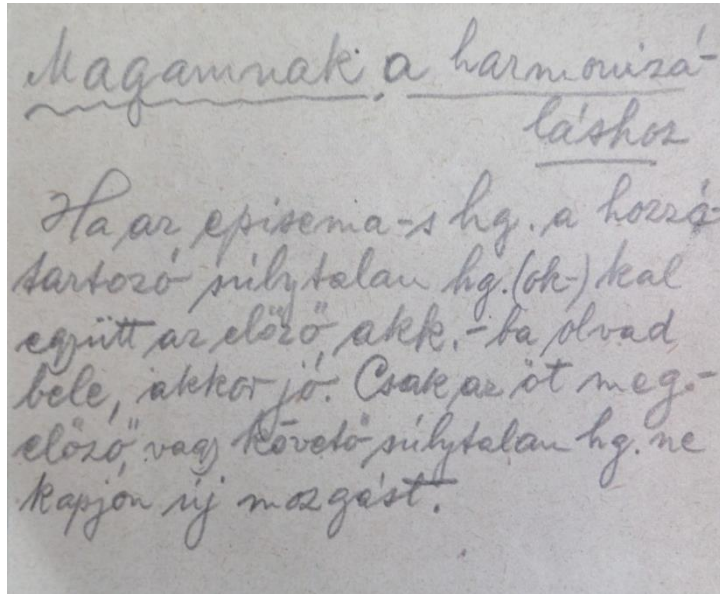 Magamnak a harmonizá-
láshoz
Ha az episema-s hg. a hozzá-
tartozó súlytalan hg.(ok-)kal
együtt az előző akk.-ba olvad
bele, akkor jó. Csak az őt meg-
előző vagy követő súlytalan hg. ne
kapjon új mozgást.